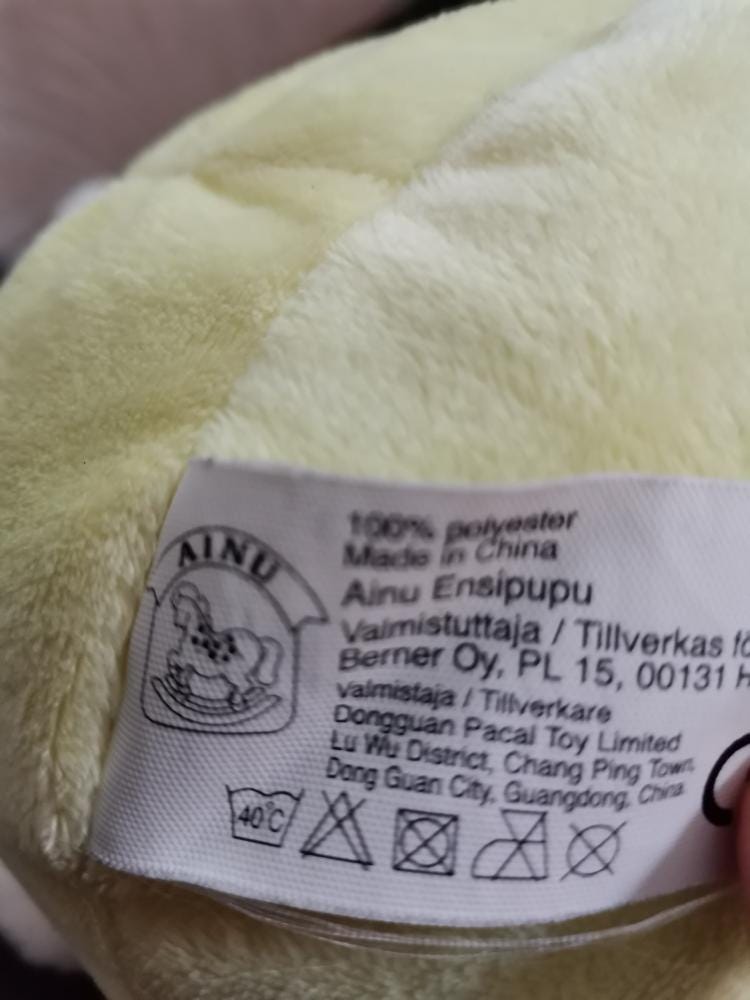 AINU
100% polyester
Made in China
Ainu Ensipupu
Valmistuttaja / Tillverkas fö
Berner Oy, PL 15, 00131 H
Valmistaja / Tillverkare
Dongguan Pacal Toy Limited
Lu Wu District, Chang Ping Town,
Dong Guan City, Guangdong, China
40°C